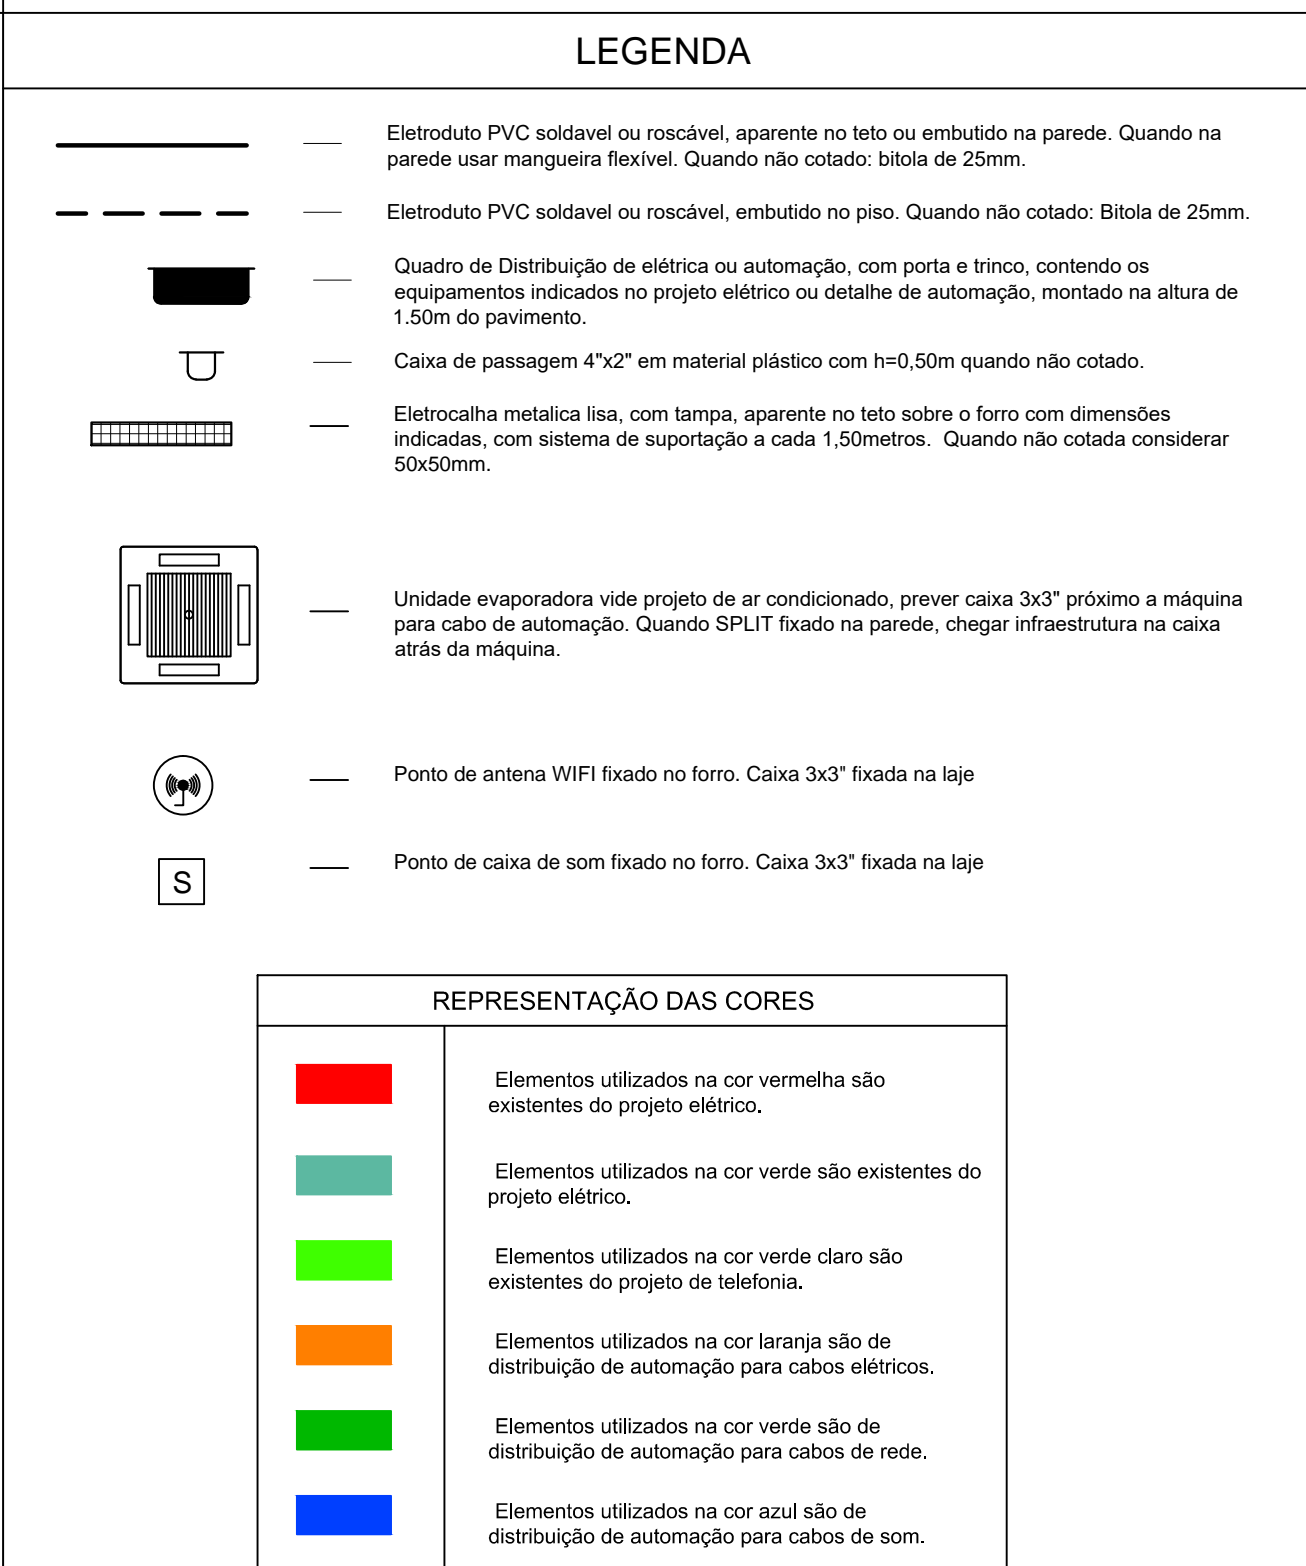 LEGENDA
Eletroduto PVC soldavel ou roscável, aparente no teto ou embutido na parede. Quando na
parede usar mangueira flexível. Quando não cotado: bitola de 25mm.
Eletroduto PVC soldavel ou roscável, embutido no piso. Quando não cotado: Bitola de 25mm.
Quadro de Distribuição de elétrica ou automação, com porta e trinco, contendo os
equipamentos indicados no projeto elétrico ou detalhe de automação, montado na altura de
1.50m do pavimento.
Caixa de passagem 4"x2" em material plástico com h=0,50m quando não cotado.
Eletrocalha metalica lisa, com tampa, aparente no teto sobre o forro com dimensões
indicadas, com sistema de suportação a cada 1,50metros. Quando não cotada considerar
50x50mm.
Unidade evaporadora vide projeto de ar condicionado, prever caixa 3x3" próximo a máquina
para cabo de automação. Quando SPLIT fixado na parede, chegar infraestrutura na caixa
atrás da máquina.
Ponto de antena WIFI fixado no forro. Caixa 3x3" fixada na laje
S
Ponto de caixa de som fixado no forro. Caixa 3x3" fixada na laje
REPRESENTAÇÃO DAS CORES
Elementos utilizados na cor vermelha são
existentes do projeto elétrico.
Elementos utilizados na cor verde são existentes do
projeto elétrico.
Elementos utilizados na cor verde claro são
existentes do projeto de telefonia.
Elementos utilizados na cor laranja são de
distribuição de automação para cabos elétricos.
Elementos utilizados na cor verde são de
distribuição de automação para cabos de rede.
Elementos utilizados na cor azul são de
distribuição de automação para cabos de som.